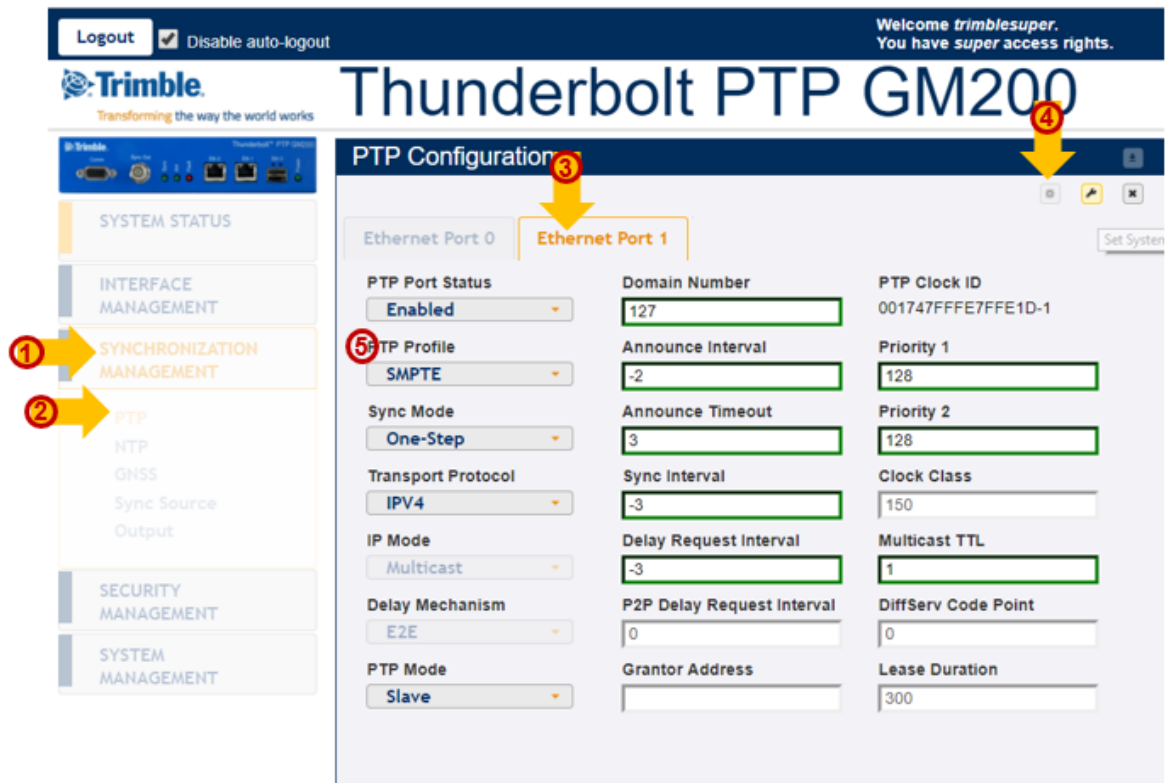 Logout Disable auto-logout
Welcome trimblesuper.
You have super access rights.
Trimble.
Transforming the way the world works
Thunderbolt PTP GM200
4
Trimble.
Thunderbolt PTP GM200
PTP Configuration
3
SYSTEM STATUS
INTERFACE
MANAGEMENT
1
SYNCHRONIZATION
MANAGEMENT
2
PTP
NTP
GNSS
Sync Source
Output
SECURITY
MANAGEMENT
SYSTEM
MANAGEMENT
Set System
Ethernet Port 0 Ethernet Port 1
PTP Port Status Domain Number PTP Clock ID
Enabled 127 001747FFFE7FFE1D-1
5
PTP Profile Announce Interval Priority 1
SMPTE -2 128
Sync Mode Announce Timeout Priority 2
One-Step 3 128
Transport Protocol Sync Interval Clock Class
IPV4 -3 150
IP Mode Delay Request Interval Multicast TTL
Multicast -3 1
Delay Mechanism P2P Delay Request Interval DiffServ Code Point
E2E 0 0
PTP Mode Grantor Address Lease Duration
Slave 300